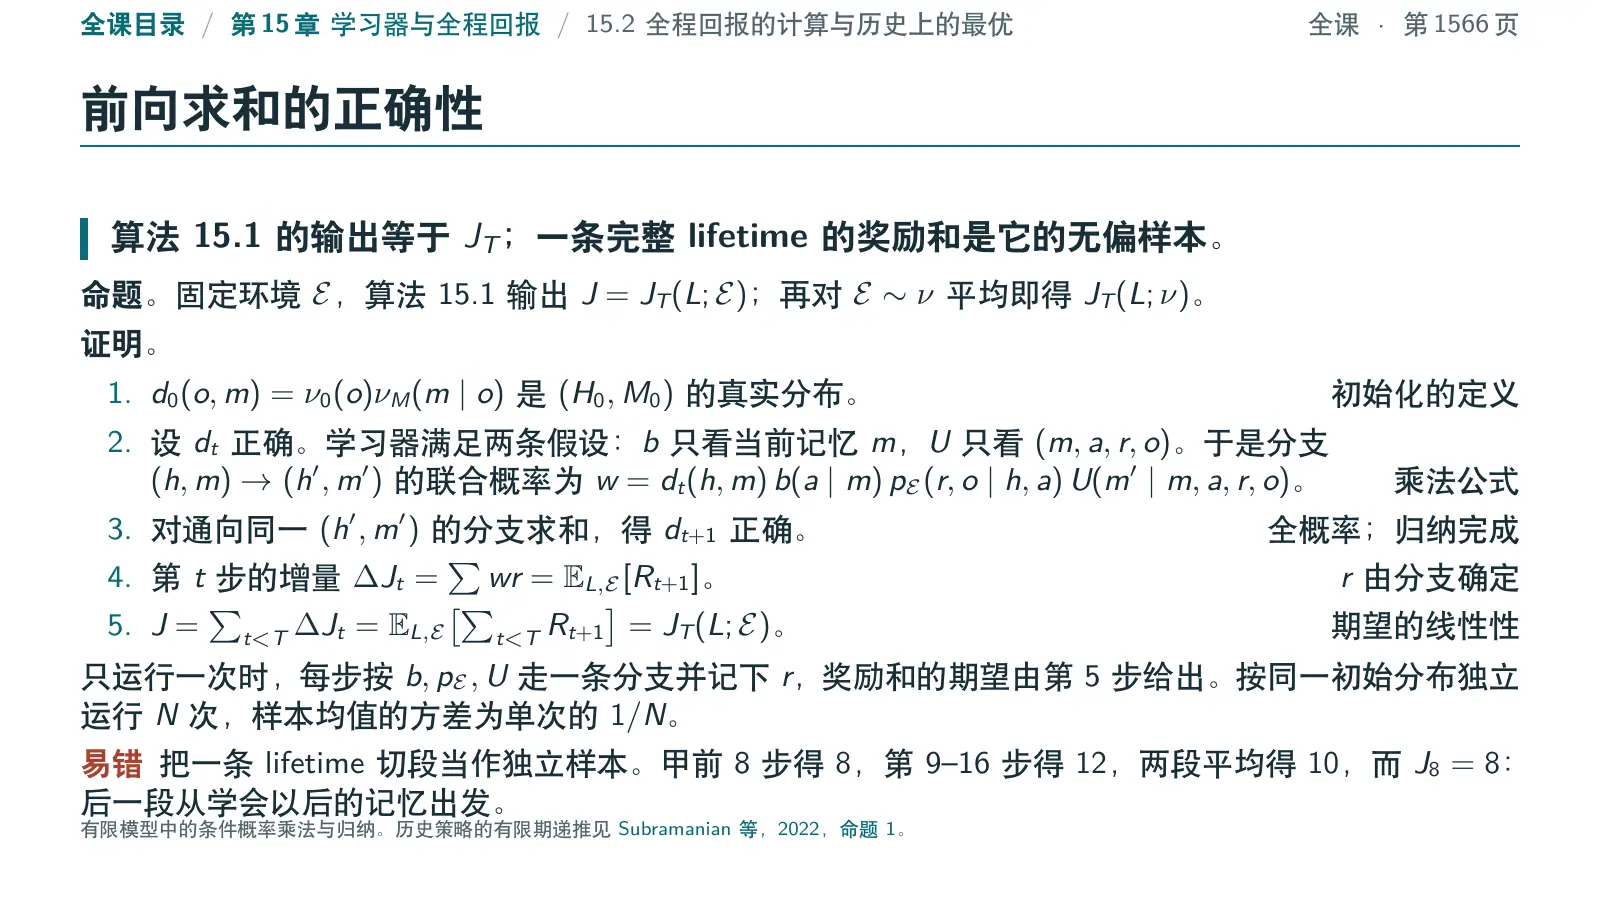 全课目录 / 第 15 章 学习器与全程回报 / 15.2 全程回报的计算与历史上的最优 全课 · 第 1566 页
前向求和的正确性
算法 15.1 的输出等于 J_T；一条完整 lifetime 的奖励和是它的无偏样本。
命题。固定环境 ℰ，算法 15.1 输出 J = J_T(L; ℰ)；再对 ℰ ∼ ν 平均即得 J_T(L; ν)。
证明。
1. d₀(o, m) = ν₀(o)ν_M(m | o) 是 (H₀, M₀) 的真实分布。 初始化的定义
2. 设 d_t 正确。学习器满足两条假设：b 只看当前记忆 m，U 只看 (m, a, r, o)。于是分支
(h, m) → (h′, m′) 的联合概率为 w = d_t(h, m) b(a | m) p_ℰ(r, o | h, a) U(m′ | m, a, r, o)。 乘法公式
3. 对通向同一 (h′, m′) 的分支求和，得 d_{t+1} 正确。 全概率；归纳完成
4. 第 t 步的增量 ΔJ_t = ∑ wr = 𝔼_{L,ℰ}[R_{t+1}]。 r 由分支确定
5. J = ∑_{t<T} ΔJ_t = 𝔼_{L,ℰ}[∑_{t<T} R_{t+1}] = J_T(L; ℰ)。 期望的线性性
只运行一次时，每步按 b, p_ℰ, U 走一条分支并记下 r，奖励和的期望由第 5 步给出。按同一初始分布独立
运行 N 次，样本均值的方差为单次的 1/N。
易错 把一条 lifetime 切段当作独立样本。甲前 8 步得 8，第 9–16 步得 12，两段平均得 10，而 J₈ = 8：
后一段从学会以后的记忆出发。
有限模型中的条件概率乘法与归纳。历史策略的有限期递推见 Subramanian 等，2022，命题 1。